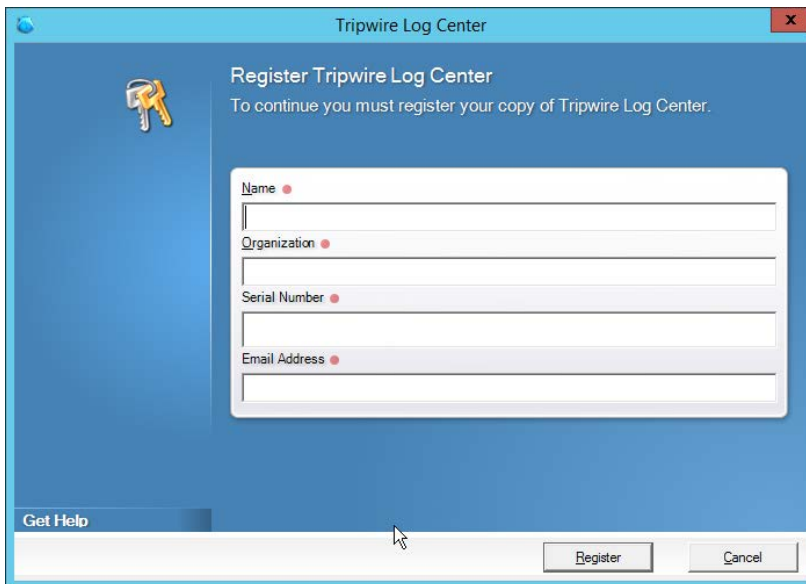 Tripwire Log Center
x
Register Tripwire Log Center
To continue you must register your copy of Tripwire Log Center.
Name
Organization
Serial Number
Email Address
Get Help
Register
Cancel